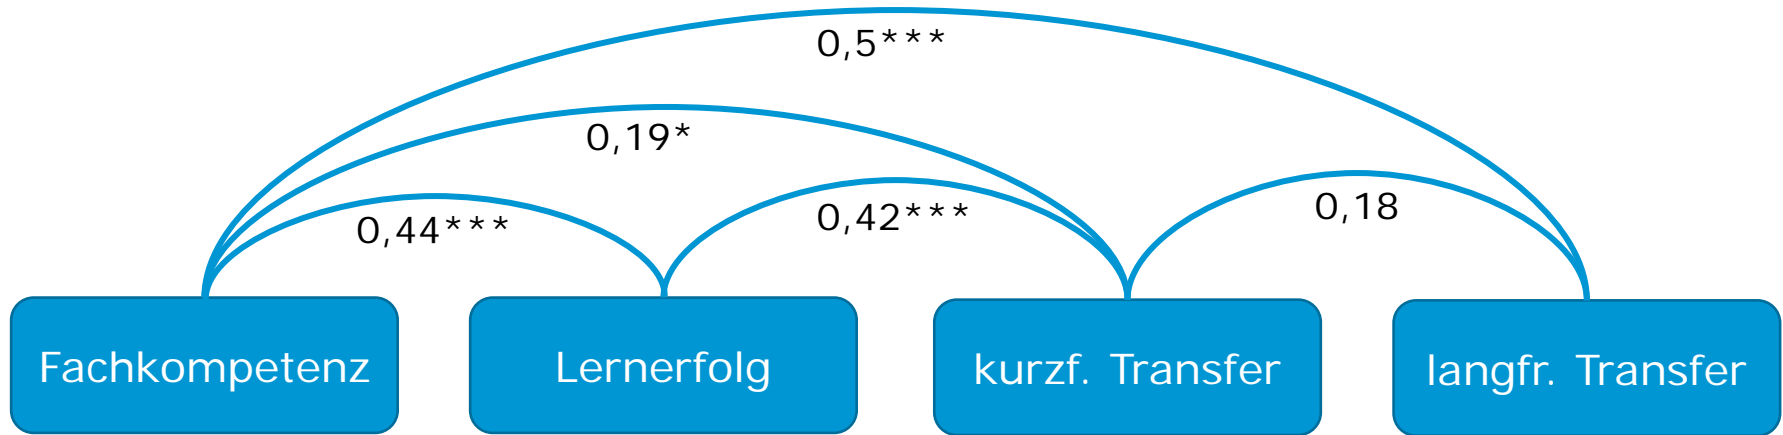 0,5***
0,19*
0,44***
0,42***
0,18
Fachkompetenz
Lernerfolg
kurzf. Transfer
langfr. Transfer